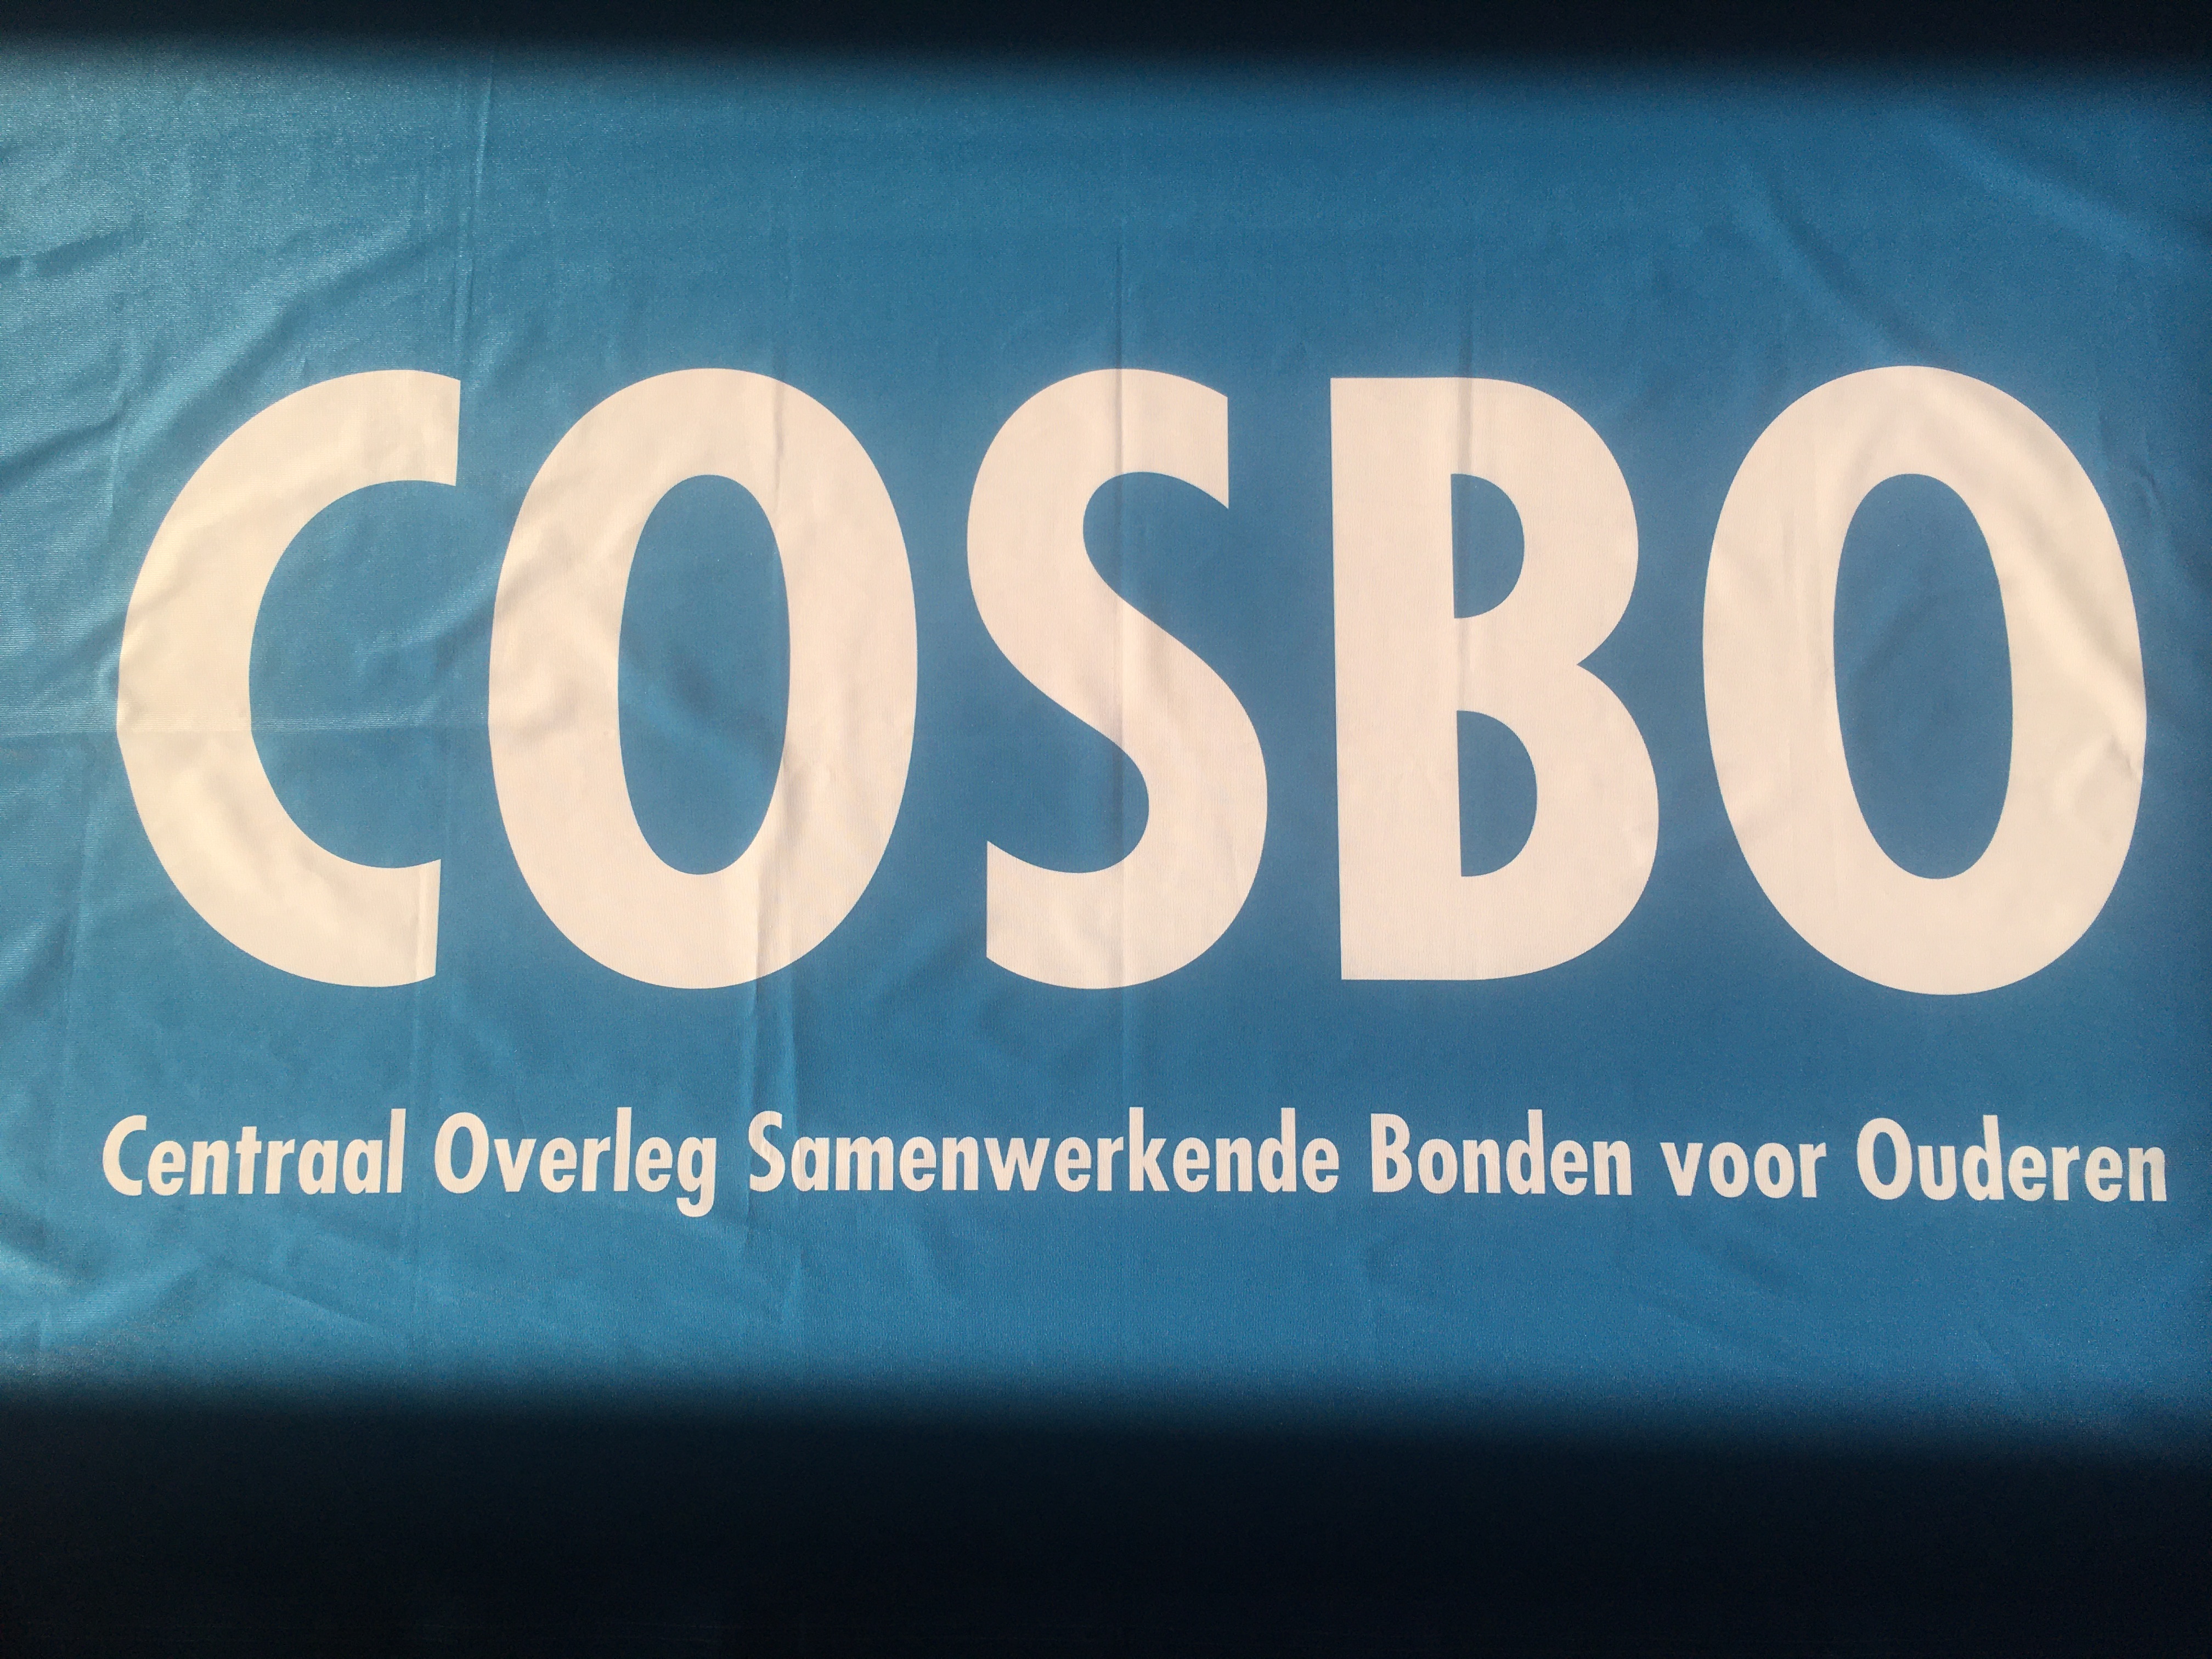 COSBO
Centraal Overleg Samenwerkende Bonden voor Ouderen